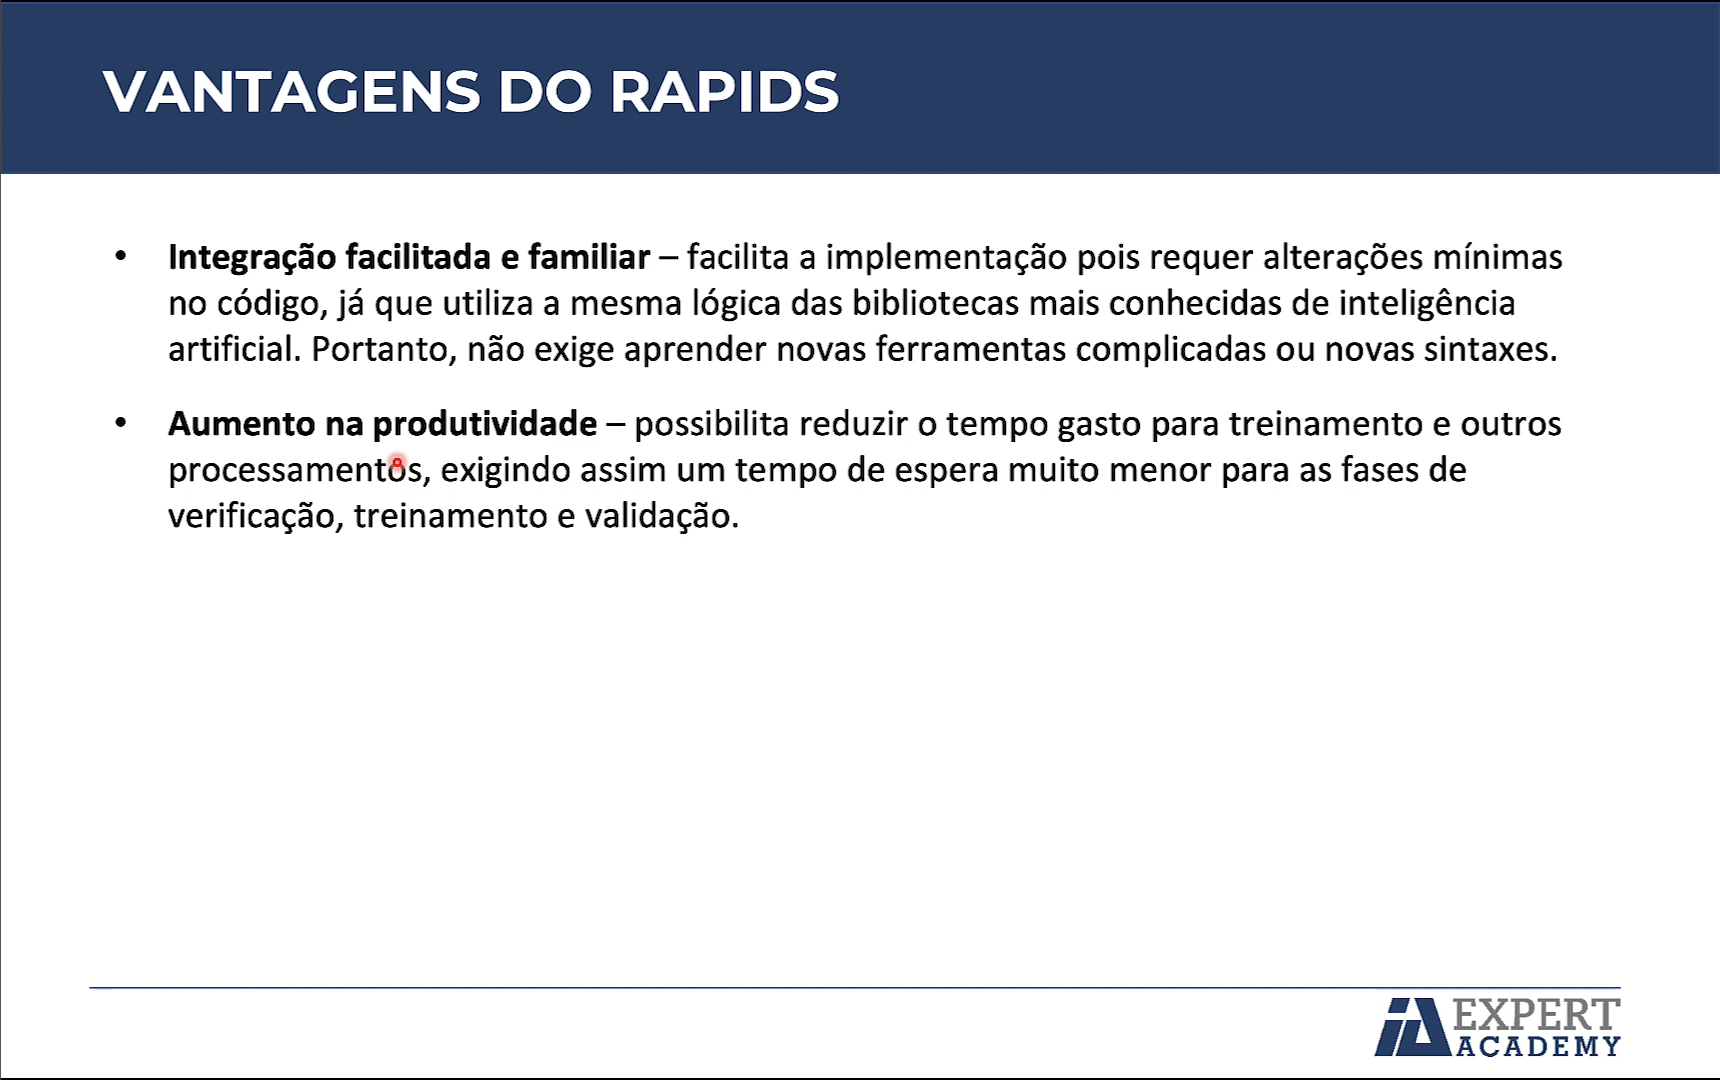 VANTAGENS DO RAPIDS
• Integração facilitada e familiar – facilita a implementação pois requer alterações mínimas
no código, já que utiliza a mesma lógica das bibliotecas mais conhecidas de inteligência
artificial. Portanto, não exige aprender novas ferramentas complicadas ou novas sintaxes.
• Aumento na produtividade – possibilita reduzir o tempo gasto para treinamento e outros
processamentos, exigindo assim um tempo de espera muito menor para as fases de
verificação, treinamento e validação.
IA EXPERT
ACADEMY